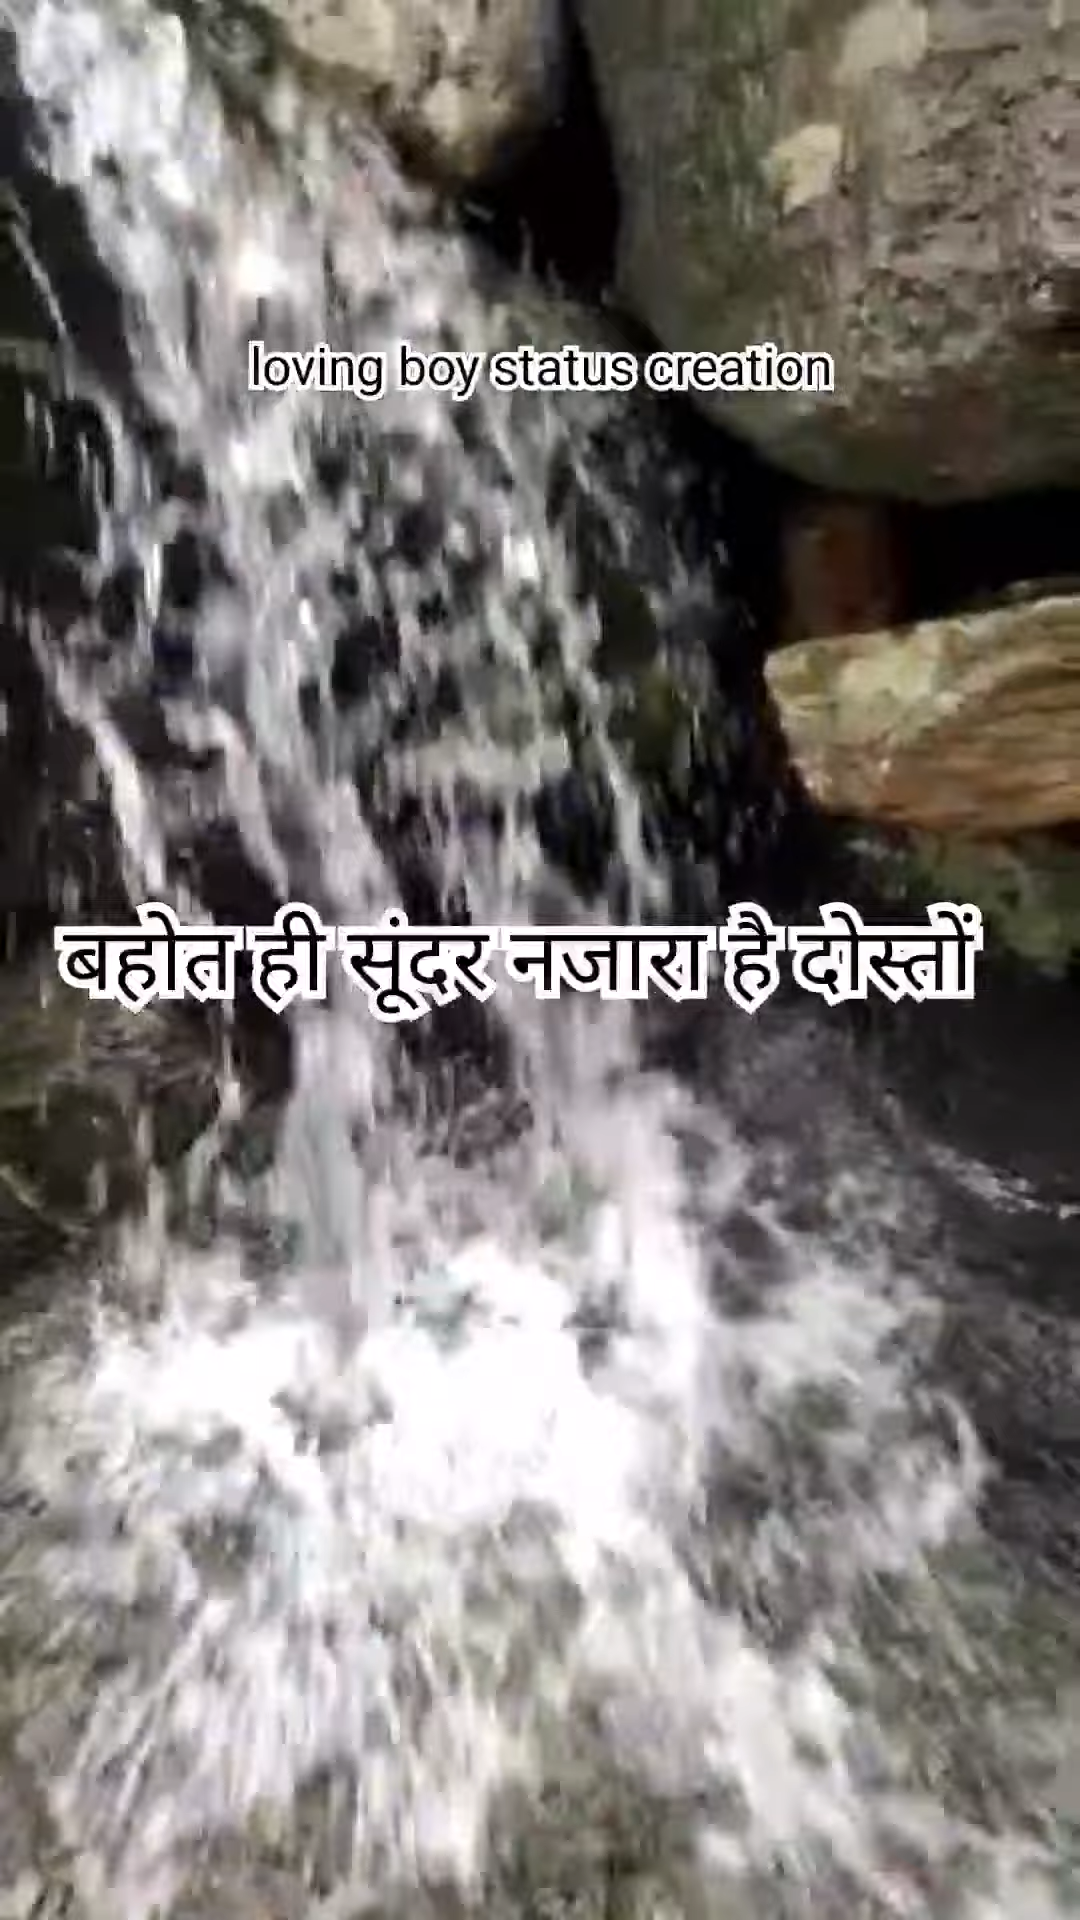 loving boy status creation
बहोत ही सूंदर नजारा है दोस्तों